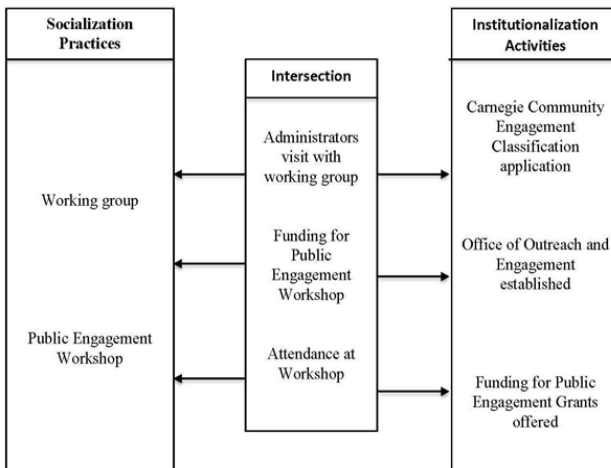 Socialization
Practices
Working group
Public Engagement
Workshop
Intersection
Administrators
visit with
working group
Funding for
Public
Engagement
Workshop
Attendance at
Workshop
Institutionalization
Activities
Carnegie Community
Engagement
Classification
application
Office of Outreach and
Engagement
established
Funding for Public
Engagement Grants
offered